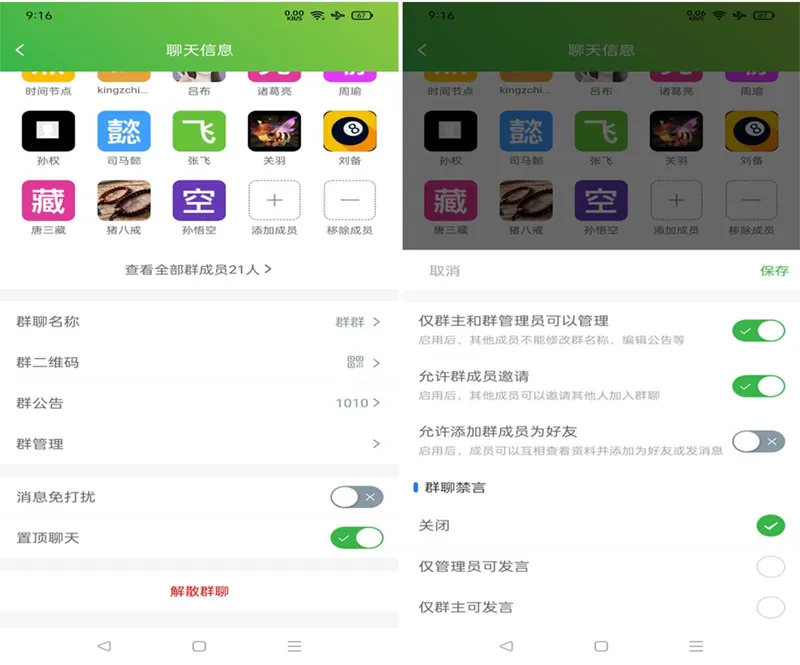 9:16
0.00
KB/S
67
聊天信息
时间节点
kingzchi...
吕布
诸葛亮
周瑜
懿
飞
8
孙权
司马懿
张飞
关羽
刘备
藏
空
唐三藏
猪八戒
孙悟空
添加成员
移除成员
查看全部群成员21人
群聊名称
群群
群二维码
群公告
1010
群管理
消息免打扰
置顶聊天
解散群聊
9:16
0.06
KB/S
67
聊天信息
时间节点
kingzchi...
吕布
诸葛亮
周瑜
懿
飞
8
孙权
司马懿
张飞
关羽
刘备
藏
空
唐三藏
猪八戒
孙悟空
添加成员
移除成员
取消
保存
仅群主和群管理员可以管理
启用后，其他成员不能修改群名称，编辑公告等
允许群成员邀请
启用后，其他成员可以邀请其他人加入群聊
允许添加群成员为好友
启用后，成员可以互相查看资料并添加为好友或发消息
群聊禁言
关闭
仅管理员可发言
仅群主可发言